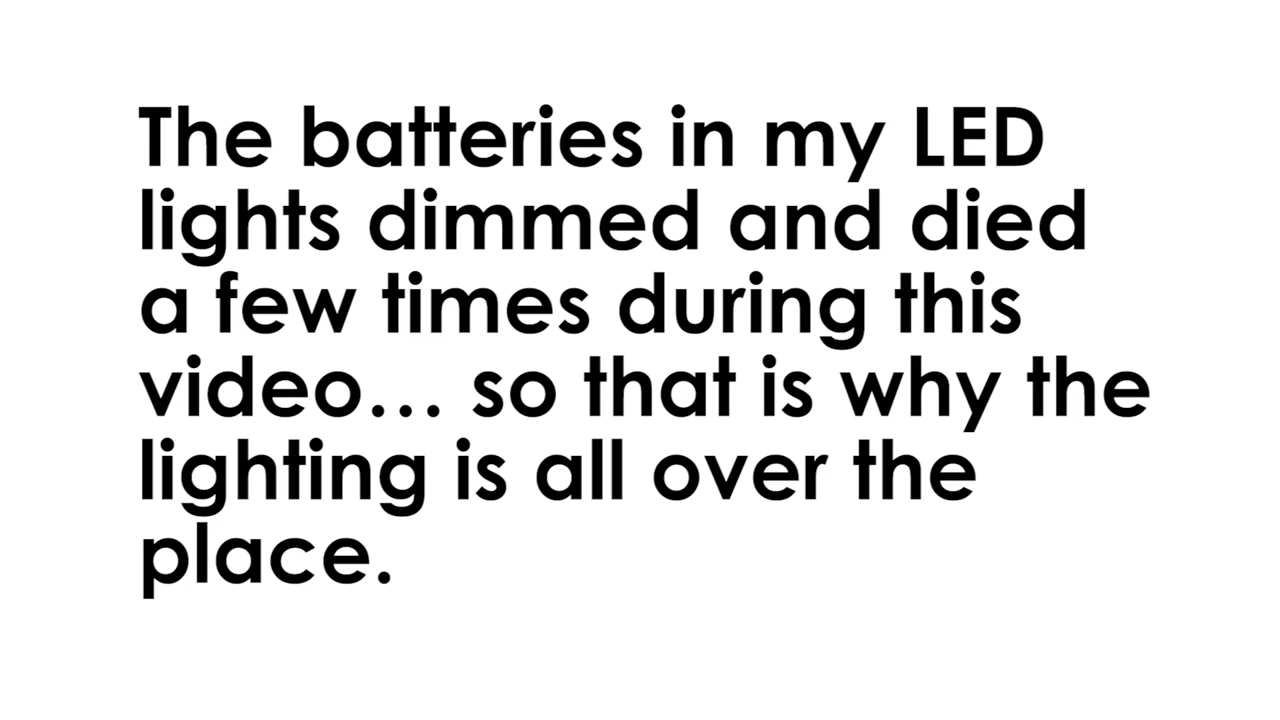 The batteries in my LED
lights dimmed and died
a few times during this
video... so that is why the
lighting is all over the
place.